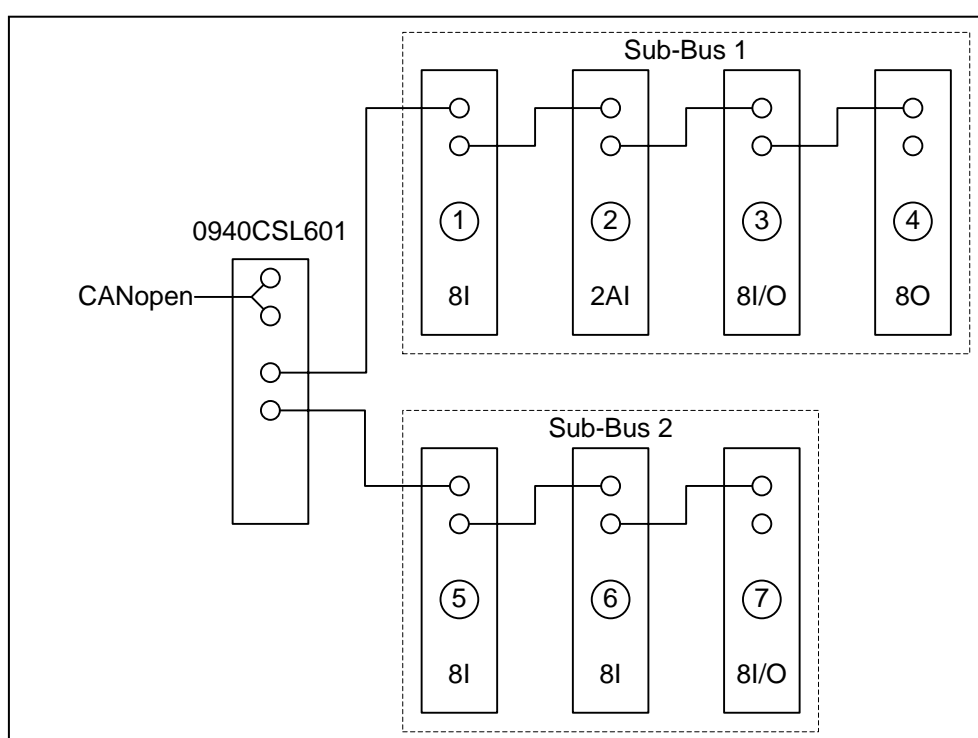 Sub-Bus 1
1
2
3
4
0940CSL601
8I
2AI
8I/O
8O
CANopen
Sub-Bus 2
5
6
7
8I
8I
8I/O